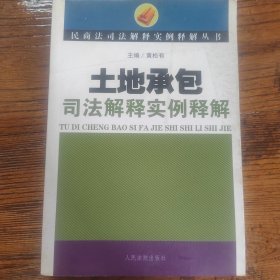 民商法司法解释实例释解丛书
主编/黄松有
土地承包
司法解释实例释解
TU DI CHENG BAO SI FA JIE SHI SHI LI SHI JIE
人民法院出版社